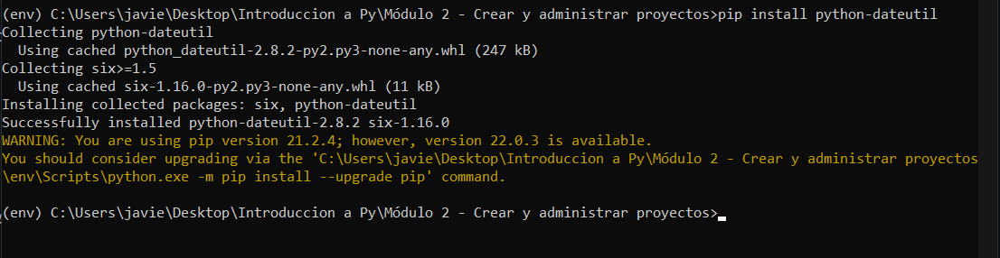 (env) C:\Users\javie\Desktop\Introduccion a Py\Módulo 2 - Crear y administrar proyectos>pip install python-dateutil
Collecting python-dateutil
  Using cached python_dateutil-2.8.2-py2.py3-none-any.whl (247 kB)
Collecting six>=1.5
  Using cached six-1.16.0-py2.py3-none-any.whl (11 kB)
Installing collected packages: six, python-dateutil
Successfully installed python-dateutil-2.8.2 six-1.16.0
WARNING: You are using pip version 21.2.4; however, version 22.0.3 is available.
You should consider upgrading via the 'C:\Users\javie\Desktop\Introduccion a Py\Módulo 2 - Crear y administrar proyectos
\env\Scripts\python.exe -m pip install --upgrade pip' command.
(env) C:\Users\javie\Desktop\Introduccion a Py\Módulo 2 - Crear y administrar proyectos>